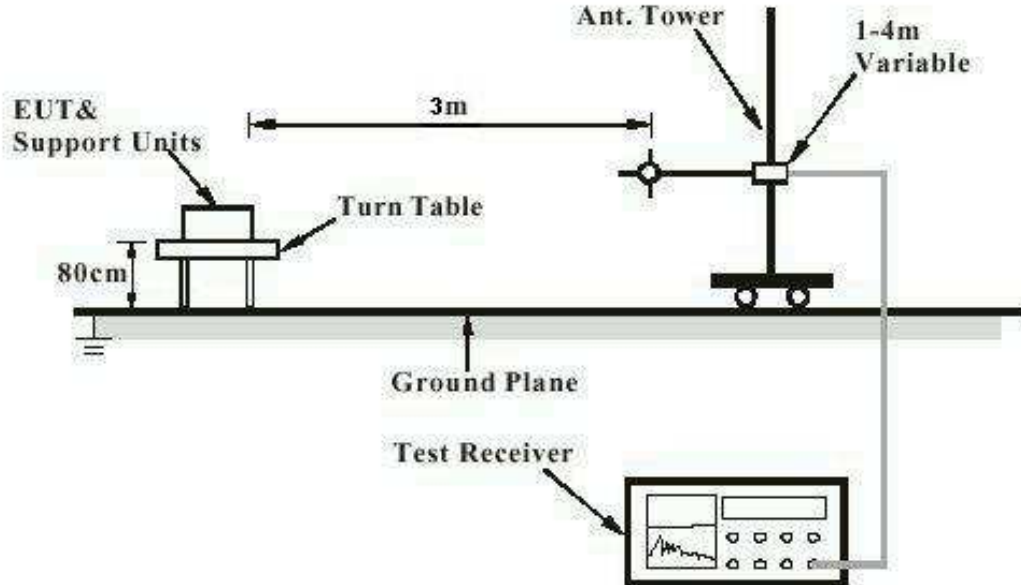 Ant. Tower
1-4m
Variable
EUT&
Support Units
3m
Turn Table
80cm
Ground Plane
Test Receiver